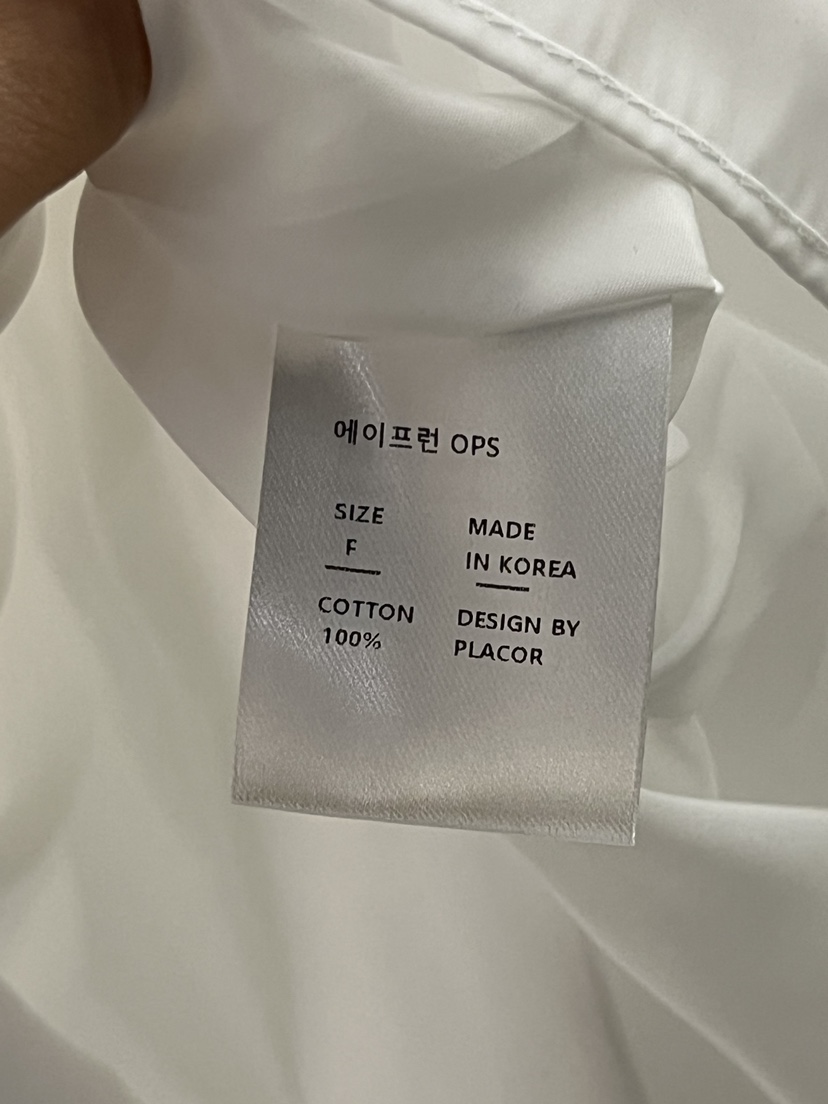 에이프런 OPS
SIZE
F
COTTON
100%
MADE
IN KOREA
DESIGN BY
PLACOR